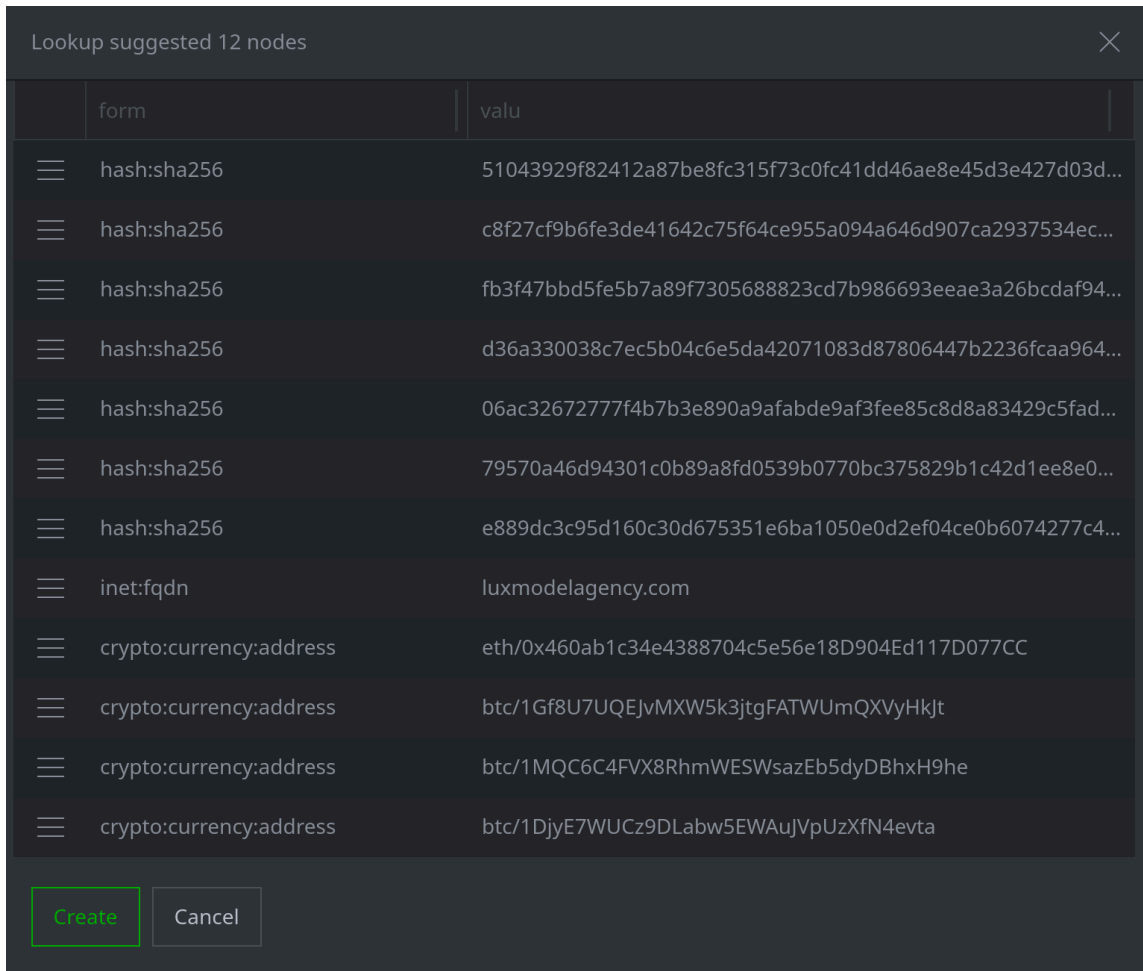 Lookup suggested 12 nodes
form valu
hash:sha256 51043929f82412a87be8fc315f73c0fc41dd46ae8e45d3e427d03d...
hash:sha256 c8f27cf9b6fe3de41642c75f64ce955a094a646d907ca2937534ec...
hash:sha256 fb3f47bbd5fe5b7a89f7305688823cd7b986693eeae3a26bcdaf94...
hash:sha256 d36a330038c7ec5b04c6e5da42071083d87806447b2236fcaa964...
hash:sha256 06ac32672777f4b7b3e890a9afabde9af3fee85c8d8a83429c5fad...
hash:sha256 79570a46d94301c0b89a8fd0539b0770bc375829b1c42d1ee8e0...
hash:sha256 e889dc3c95d160c30d675351e6ba1050e0d2ef04ce0b6074277c4...
inet:fqdn luxmodelagency.com
crypto:currency:address eth/0x460ab1c34e4388704c5e56e18D904Ed117D077CC
crypto:currency:address btc/1Gf8U7UQEJvMXW5k3jtgFATWUmQXVyHkJt
crypto:currency:address btc/1MQC6C4FVX8RhmWESWsazEb5dyDBhxH9he
crypto:currency:address btc/1DjyE7WUCz9DLabw5EWAuJVpUzXfN4evta
Create Cancel